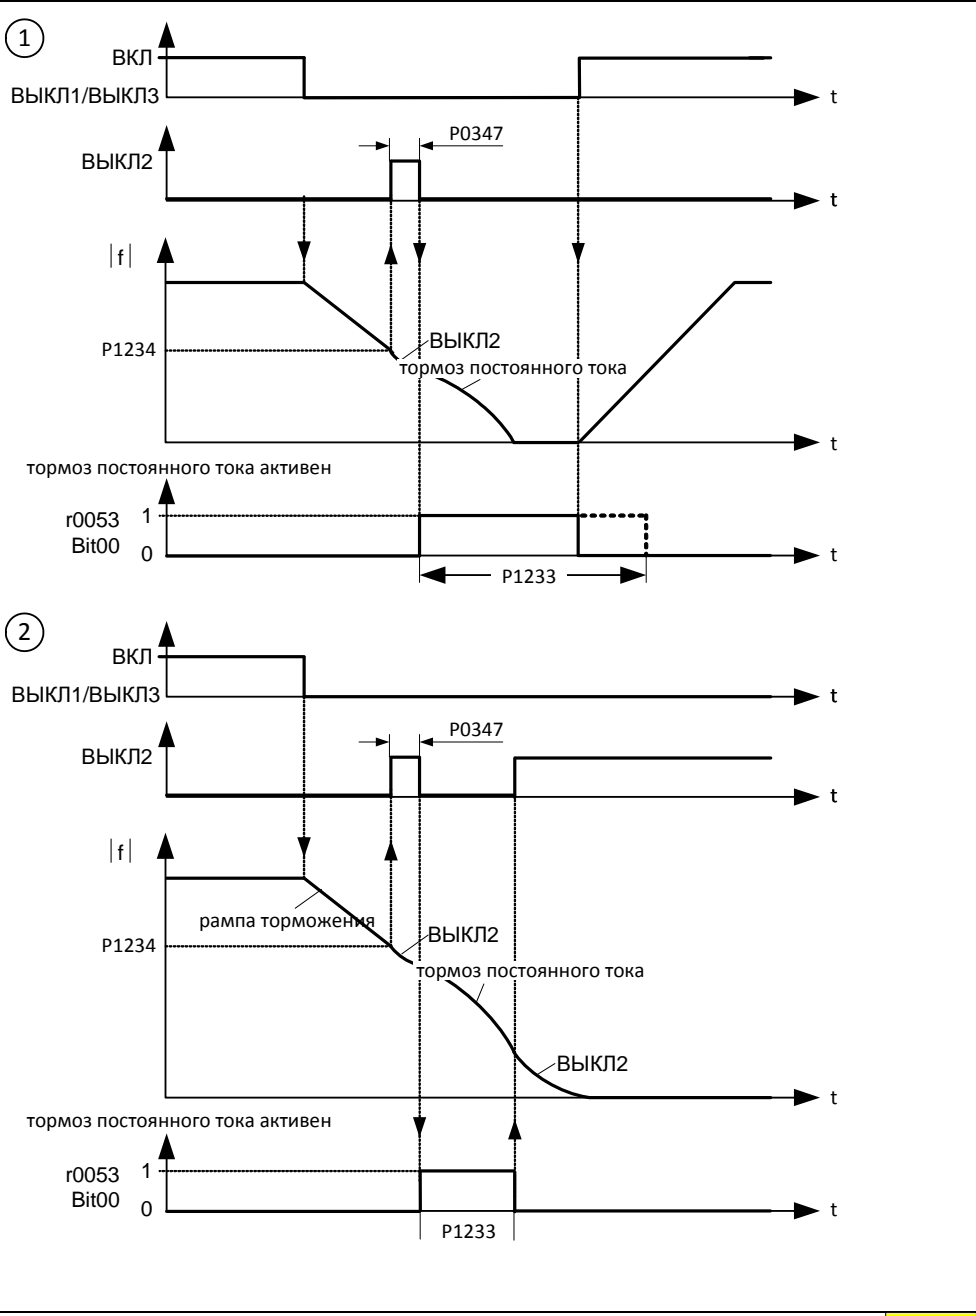 1
ВКЛ
ВЫКЛ1/ВЫКЛ3
t
P0347
ВЫКЛ2
t
|f|
P1234
ВЫКЛ2
тормоз постоянного тока
t
тормоз постоянного тока активен
r0053 1
Bit00 0
t
P1233
2
ВКЛ
ВЫКЛ1/ВЫКЛ3
t
P0347
ВЫКЛ2
t
|f|
рампа торможения
P1234
ВЫКЛ2
тормоз постоянного тока
ВЫКЛ2
t
тормоз постоянного тока активен
r0053 1
Bit00 0
t
P1233